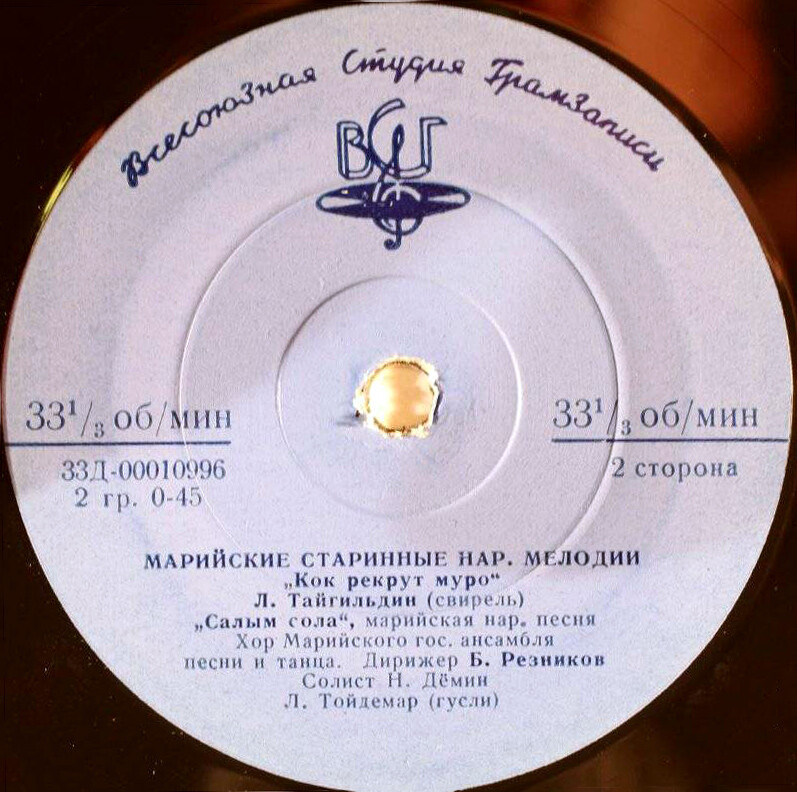 Всесоюзная Студия Грамзаписи
ВСГ
33¹/₃ об/мин
33¹/₃ об/мин
33Д-00010996
2 сторона
2 гр. 0-45
МАРИЙСКИЕ СТАРИННЫЕ НАР. МЕЛОДИИ
„Кок рекрут муро“
Л. Тайгильдин (свирель)
„Салым сола“, марийская нар. песня
Хор Марийского гос. ансамбля
песни и танца. Дирижер Б. Резников
Солист Н. Дёмин
Л. Тойдемар (гусли)